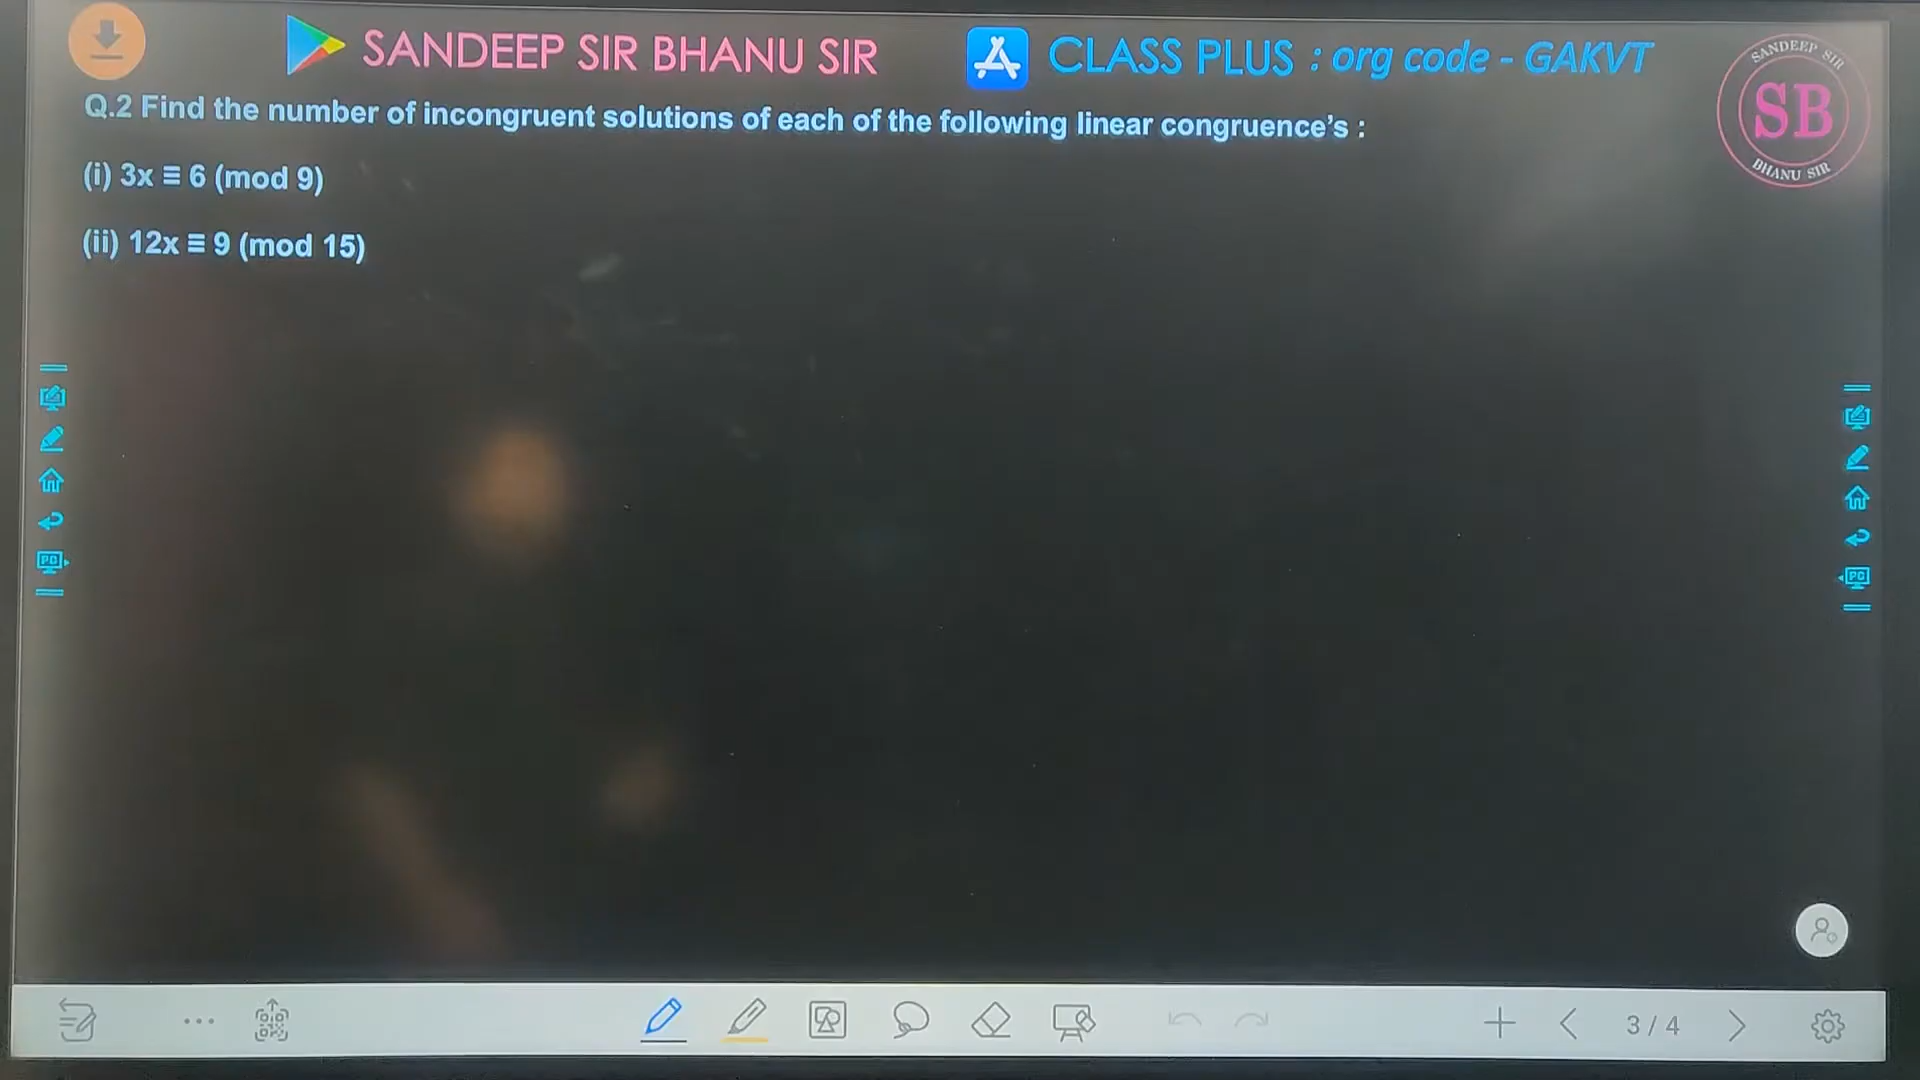 SANDEEP SIR BHANU SIR
CLASS PLUS : org code - GAKVT
SANDEEP SIR
SB
BHANU SIR
Q.2 Find the number of incongruent solutions of each of the following linear congruence’s :
(i) 3x ≡ 6 (mod 9)
(ii) 12x ≡ 9 (mod 15)
PG
PG
3 / 4